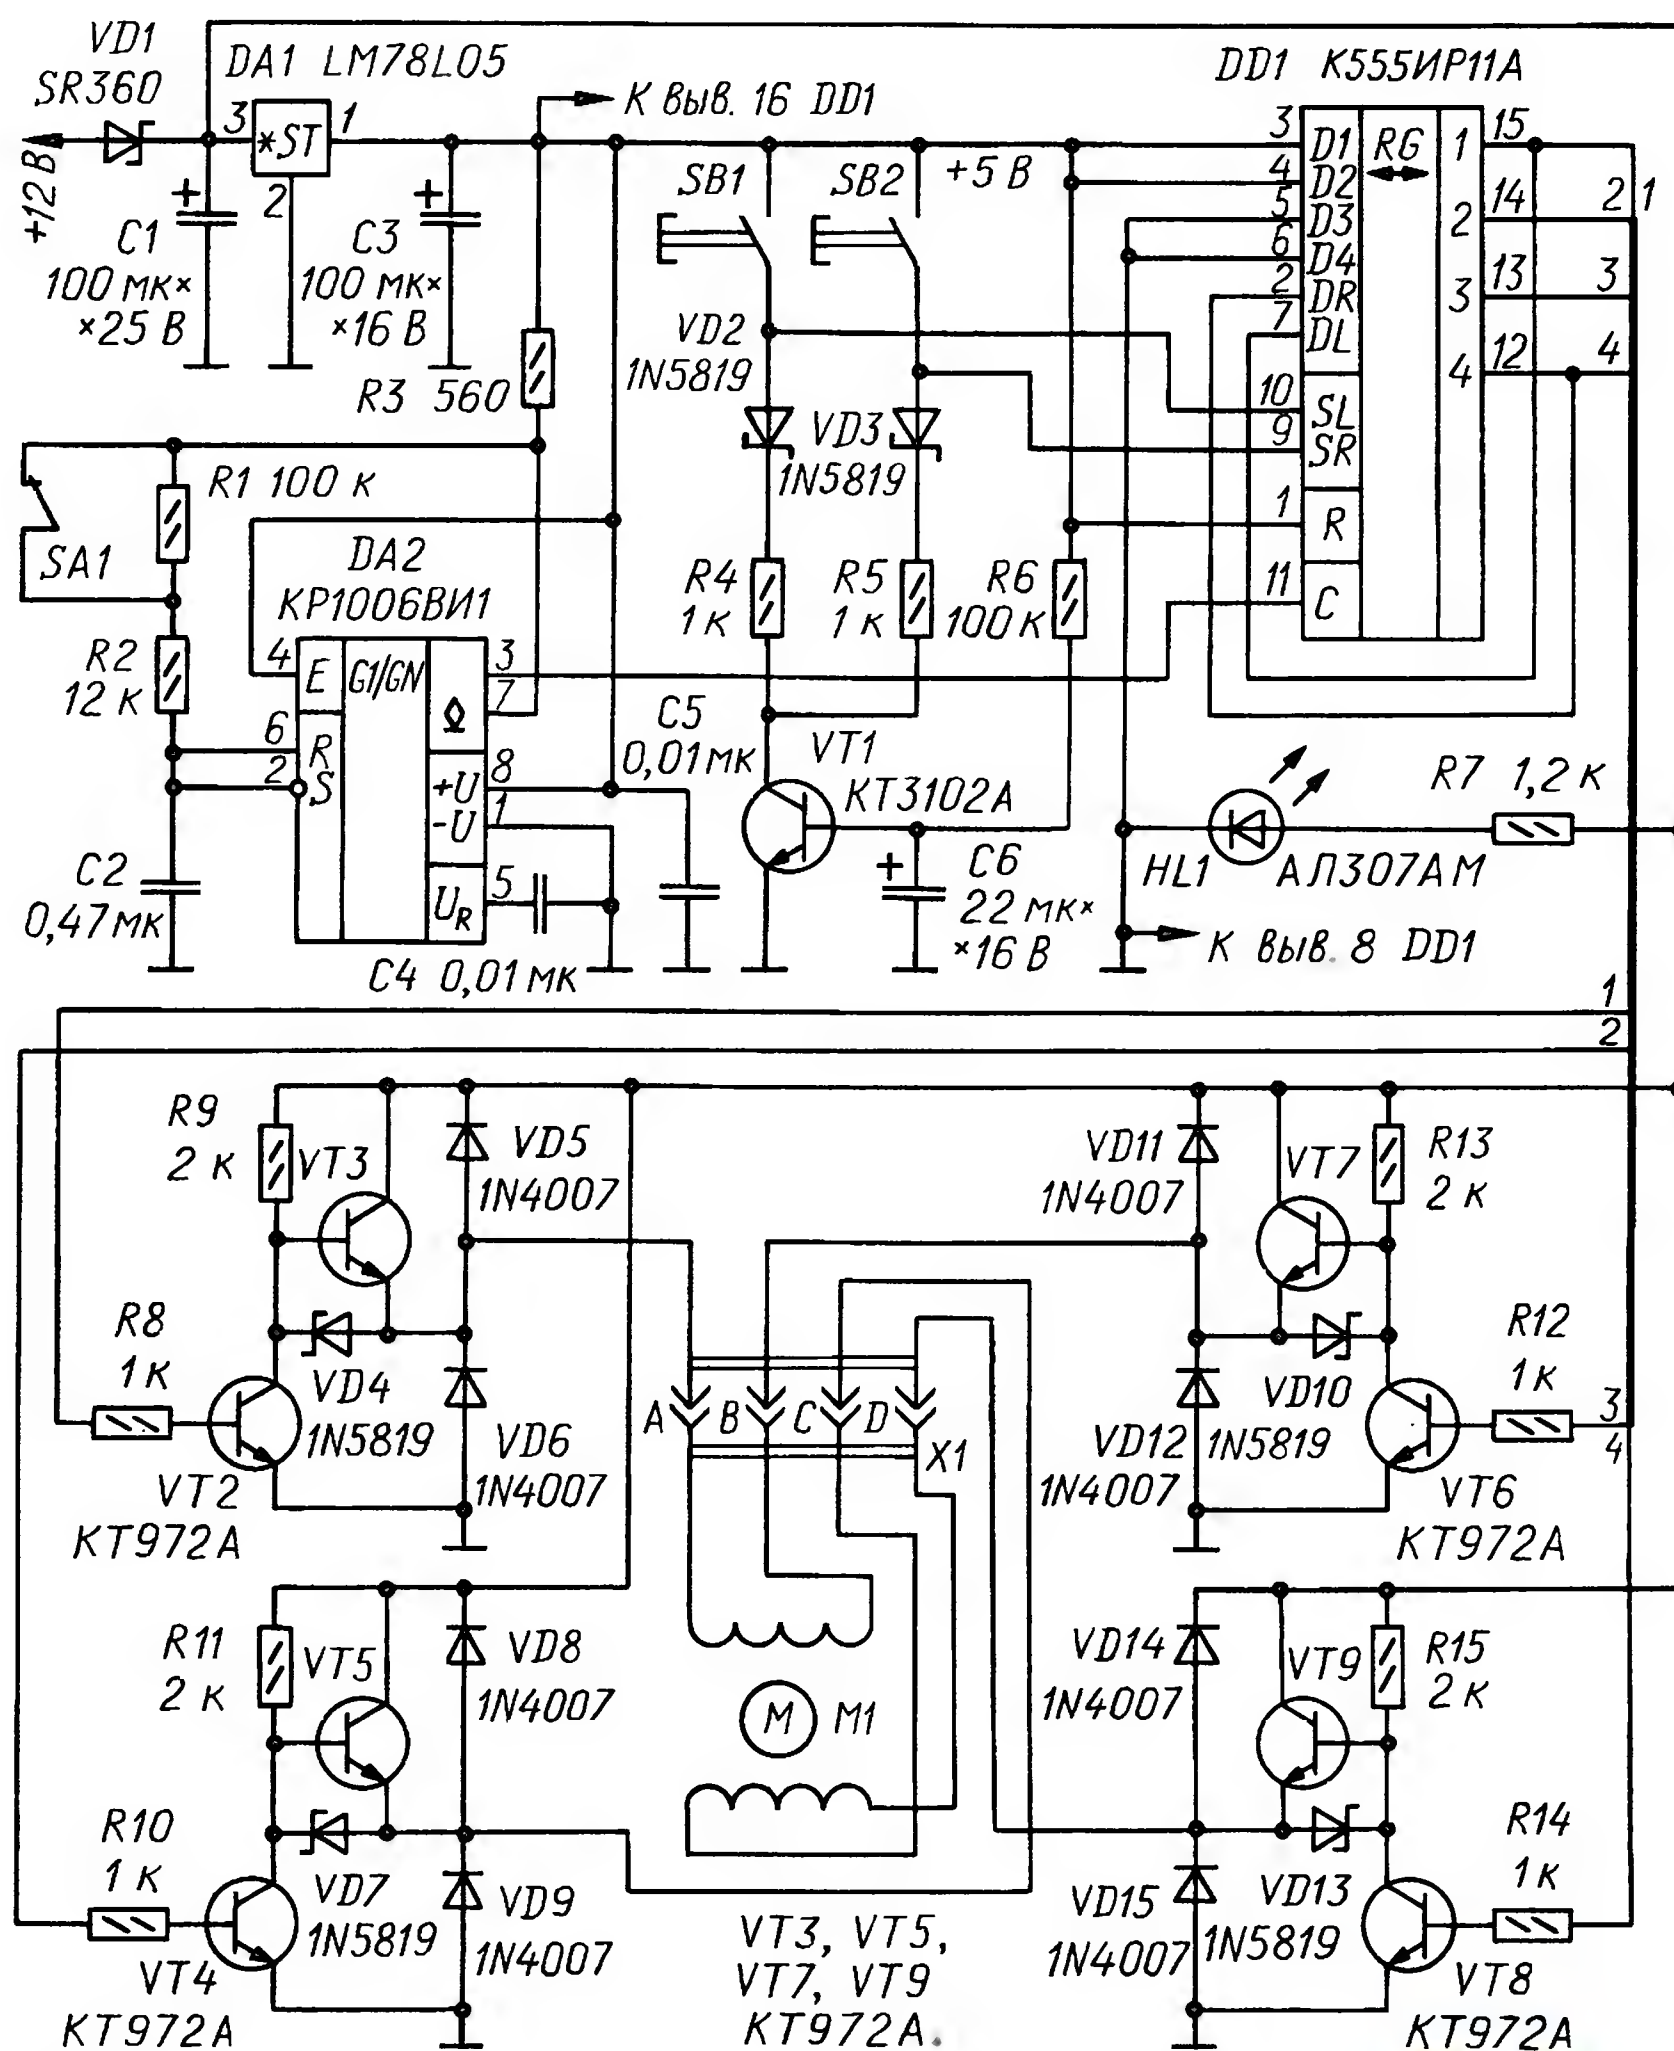 VD1
SR360
DA1 LM78L05
К выв. 16 DD1
DD1 К555ИР11А
+12 В
3
*ST
1
2
+
C1
100 мк×
×25 В
+
C3
100 мк×
×16 В
SB1
SB2
+5 В
3
4
5
6
2
7
10
9
1
11
D1
D2
D3
D4
DR
DL
SL
SR
R
C
RG
1
2
3
4
15
14
13
12
2
1
3
4
VD2
1N5819
VD3
1N5819
R3 560
R1 100 к
SA1
DA2
КР1006ВИ1
R2
12 к
4
6
2
E
R
S
G1/GN
+U
-U
UR
3
7
8
1
5
C2
0,47 мк
C4 0,01 мк
C5
0,01 мк
R4
1 к
R5
1 к
R6
100 к
VT1
КТ3102А
+
C6
22 мк×
×16 В
HL1
АЛ307АМ
R7 1,2 к
К выв. 8 DD1
1
2
R9
2 к
VT3
VD5
1N4007
VD11
1N4007
VT7
R13
2 к
R8
1 к
VD4
1N5819
VD6
1N4007
VT2
КТ972А
A
B
C
D
X1
VD12
1N4007
VD10
1N5819
R12
1 к
3
4
VT6
КТ972А
R11
2 к
VT5
VD8
1N4007
M
M1
VD14
1N4007
VT9
R15
2 к
R10
1 к
VD7
1N5819
VD9
1N4007
VT4
КТ972А
VT3, VT5,
VT7, VT9
КТ972А.
VD15
1N4007
VD13
1N5819
R14
1 к
VT8
КТ972А